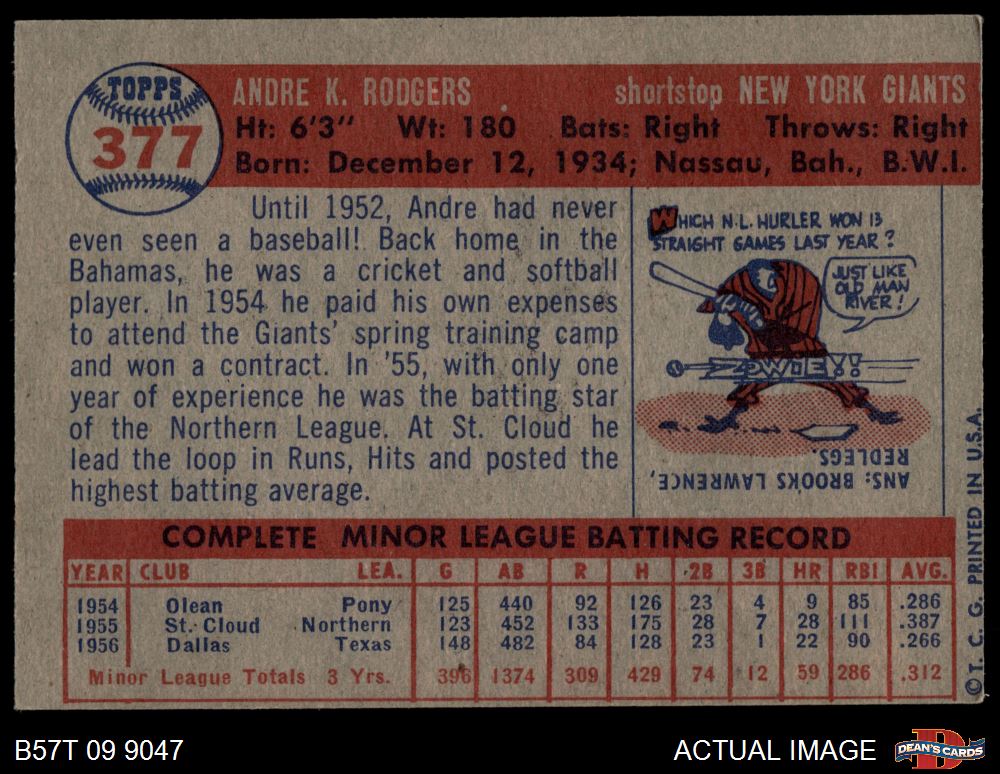 TOPPS
377
ANDRE K. RODGERS . shortstop NEW YORK GIANTS
Ht: 6'3" Wt: 180 Bats: Right Throws: Right
Born: December 12, 1934; Nassau, Bah., B.W.I.
Until 1952, Andre had never
even seen a baseball! Back home in the
Bahamas, he was a cricket and softball
player. In 1954 he paid his own expenses
to attend the Giants' spring training camp
and won a contract. In '55, with only one
year of experience he was the batting star
of the Northern League. At St. Cloud he
lead the loop in Runs, Hits and posted the
highest batting average.
WHICH N.L. HURLER WON 13
STRAIGHT GAMES LAST YEAR?
JUST LIKE
OLD MAN
RIVER!
ZOWIE!!
ANS: BROOKS LAWRENCE,
REDLEGS.
COMPLETE MINOR LEAGUE BATTING RECORD
YEAR CLUB LEA. G AB R H 2B 3B HR RBI AVG.
1954 Olean Pony 125 440 92 126 23 4 9 85 .286
1955 St. Cloud Northern 123 452 133 175 28 7 28 111 .387
1956 Dallas Texas 148 482 84 128 23 1 22 90 .266
Minor League Totals 3 Yrs. 396 1374 309 429 74 12 59 286 .312
©T. C. G. PRINTED IN U.S.A.
B57T 09 9047
ACTUAL IMAGE
D
DEAN'S CARDS